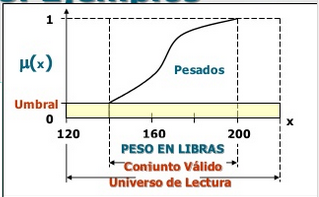 1
μ(x)
Pesados
Umbral
0
x
120 160 200
PESO EN LIBRAS
Conjunto Válido
Universo de Lectura